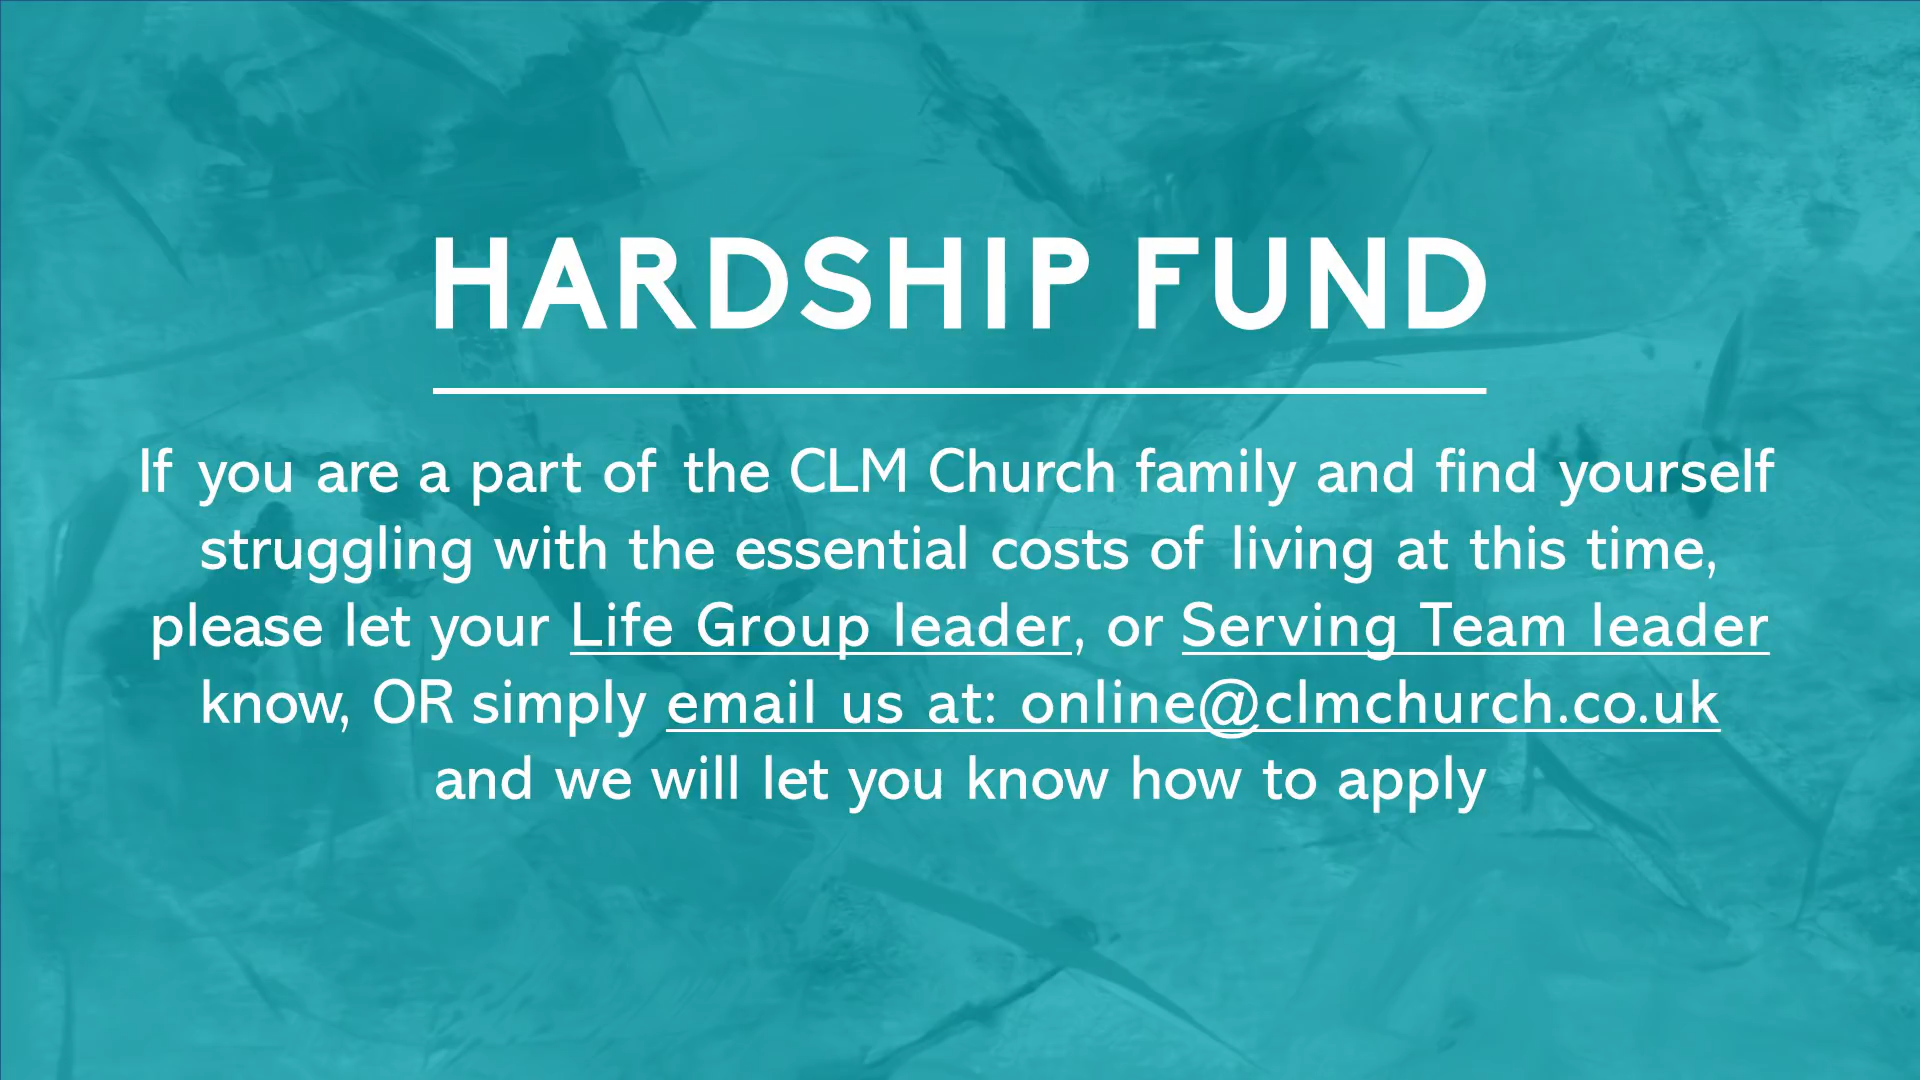 HARDSHIP FUND
If you are a part of the CLM Church family and find yourself
struggling with the essential costs of living at this time,
please let your Life Group leader, or Serving Team leader
know, OR simply email us at: online@clmchurch.co.uk
and we will let you know how to apply